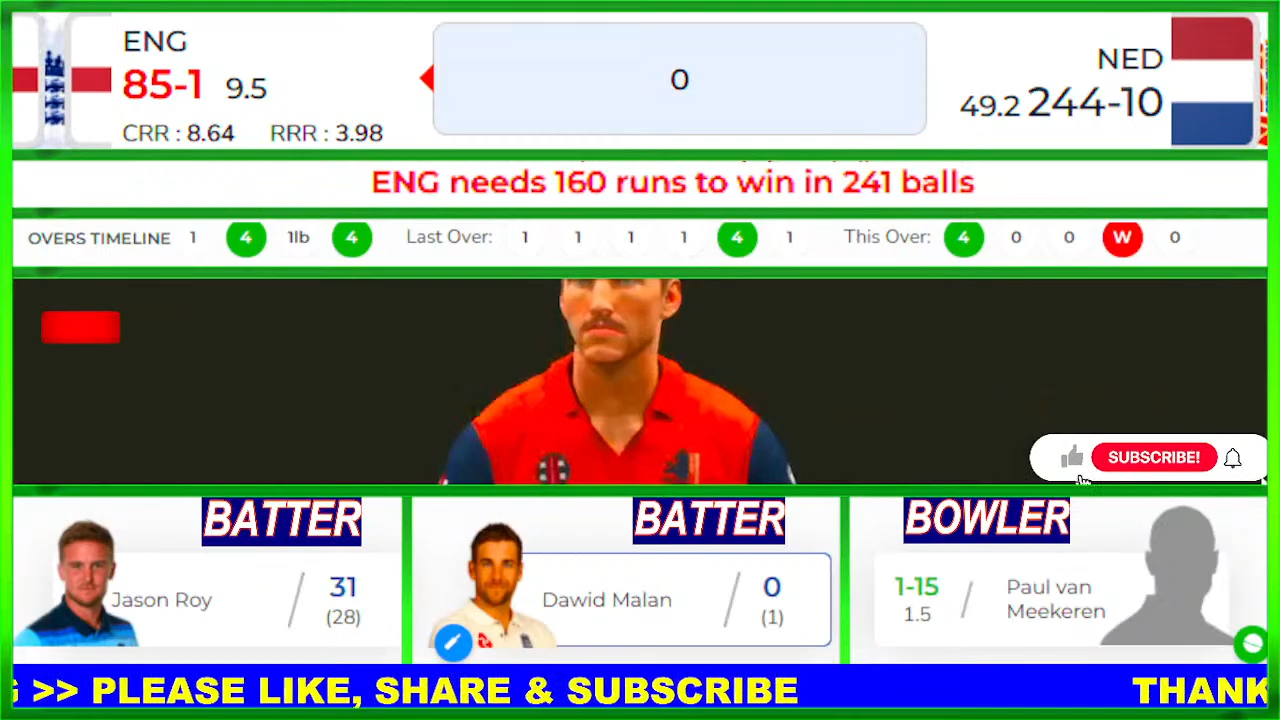 ENG
85-1 9.5
CRR : 8.64 RRR : 3.98
0
NED
49.2 244-10
ENG needs 160 runs to win in 241 balls
OVERS TIMELINE 1 4 1lb 4 Last Over: 1 1 1 1 4 1 This Over: 4 0 0 W 0
SUBSCRIBE!
BATTER
Jason Roy / 31
(28)
BATTER
Dawid Malan / 0
(1)
BOWLER
1-15 / Paul van
1.5 Meekeren
>> PLEASE LIKE, SHARE & SUBSCRIBE THANK